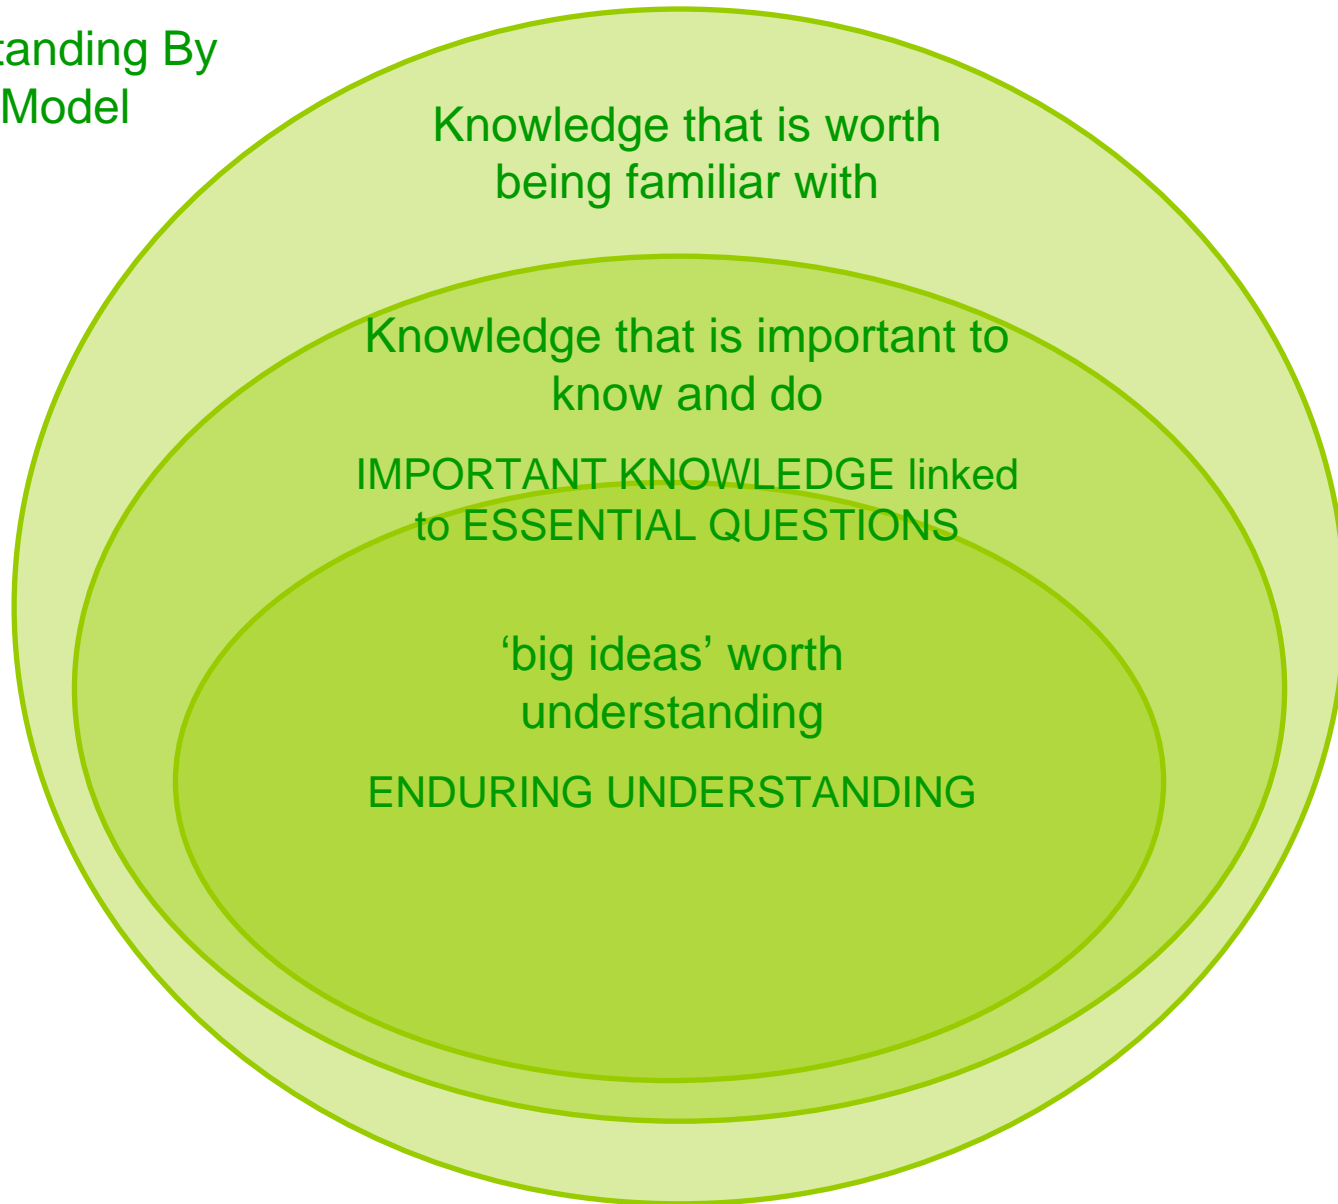 tanding By
Model
Knowledge that is worth
being familiar with
Knowledge that is important to
know and do
IMPORTANT KNOWLEDGE linked
to ESSENTIAL QUESTIONS
‘big ideas’ worth
understanding
ENDURING UNDERSTANDING